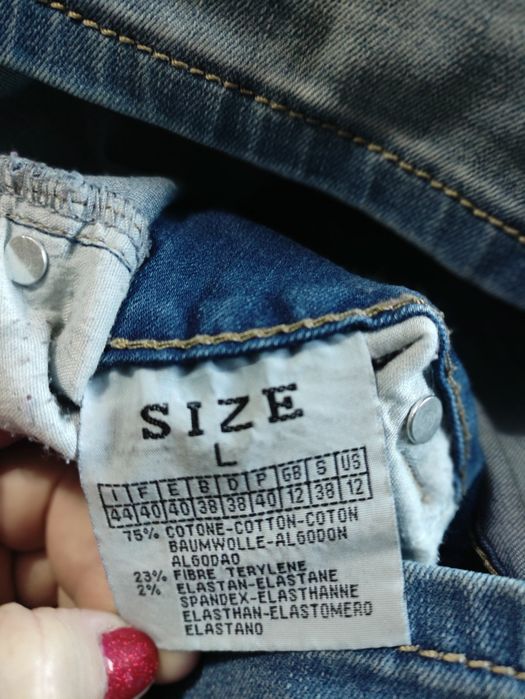 SIZE
L
I F E B D P GB S US
44 40 40 38 38 40 12 38 12
75% COTONE-COTTON-COTON
BAUMWOLLE-ALGODON
ALGODAO
23% FIBRE TERYLENE
2% ELASTAN-ELASTANE
SPANDEX-ELASTHANNE
ELASTHAN-ELASTOMERO
ELASTANO